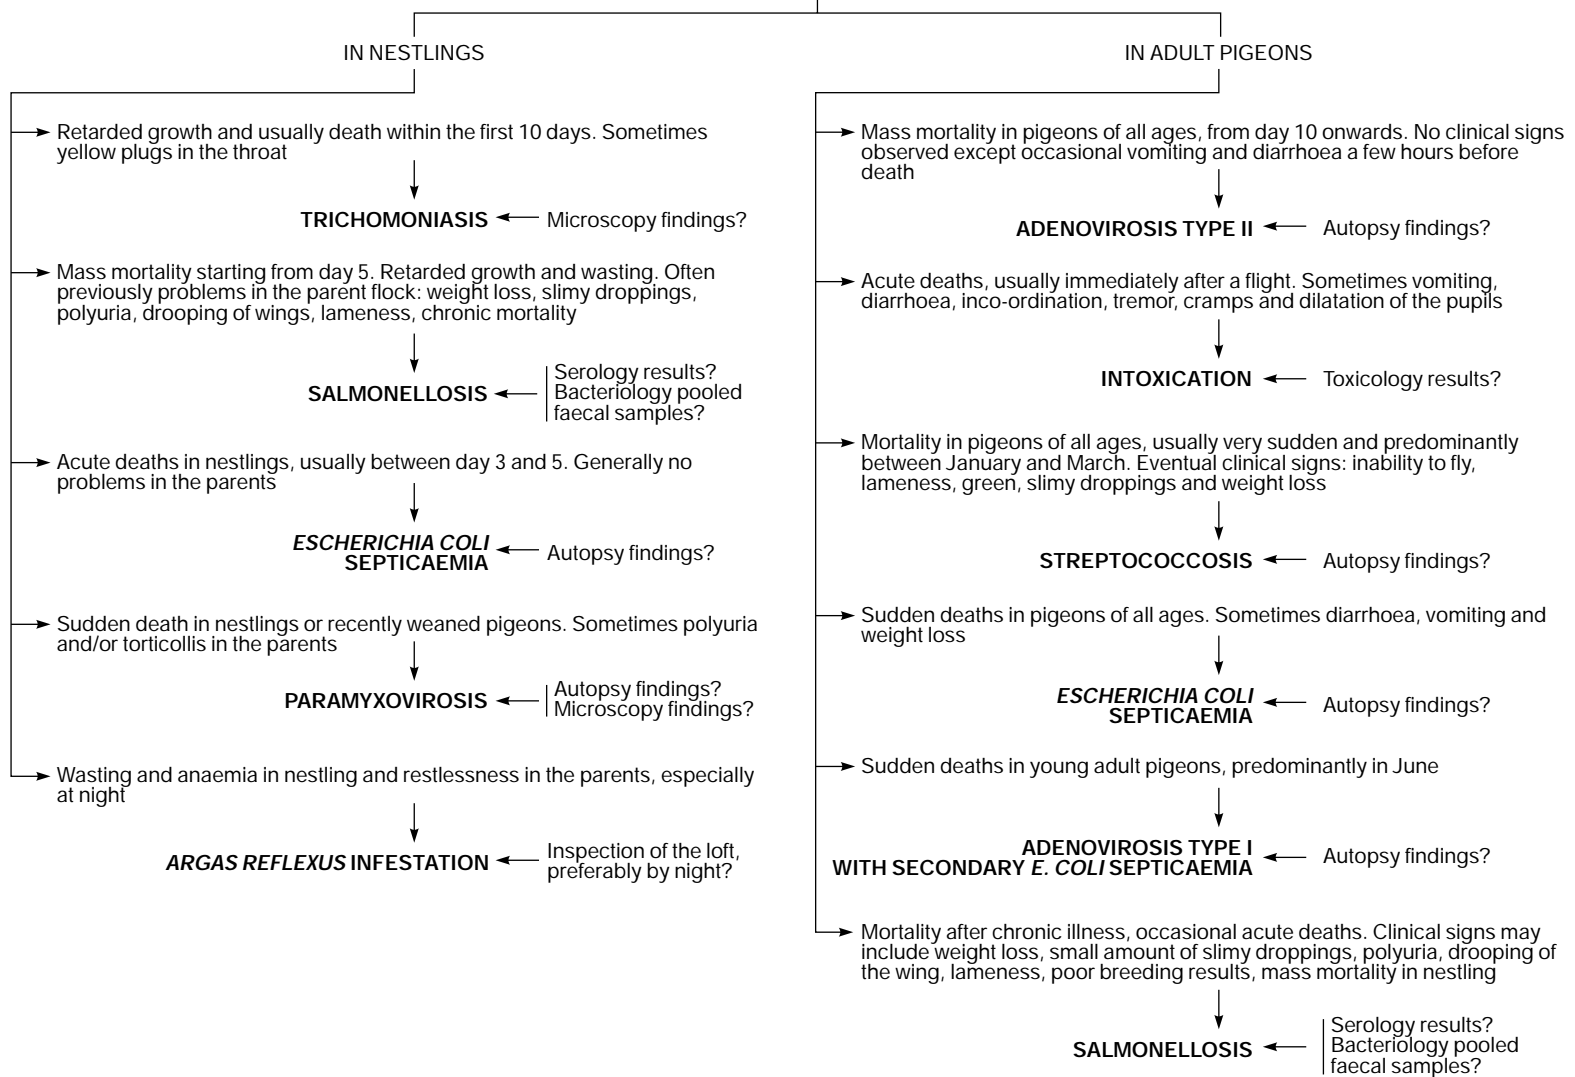 IN NESTLINGS
Retarded growth and usually death within the first 10 days. Sometimes
yellow plugs in the throat
TRICHOMONIASIS
Microscopy findings?
Mass mortality starting from day 5. Retarded growth and wasting. Often
previously problems in the parent flock: weight loss, slimy droppings,
polyuria, drooping of wings, lameness, chronic mortality
SALMONELLOSIS
Serology results?
Bacteriology pooled
faecal samples?
Acute deaths in nestlings, usually between day 3 and 5. Generally no
problems in the parents
ESCHERICHIA COLI
SEPTICAEMIA
Autopsy findings?
Sudden death in nestlings or recently weaned pigeons. Sometimes polyuria
and/or torticollis in the parents
PARAMYXOVIROSIS
Autopsy findings?
Microscopy findings?
Wasting and anaemia in nestling and restlessness in the parents, especially
at night
ARGAS REFLEXUS INFESTATION
Inspection of the loft,
preferably by night?
IN ADULT PIGEONS
Mass mortality in pigeons of all ages, from day 10 onwards. No clinical signs
observed except occasional vomiting and diarrhoea a few hours before
death
ADENOVIROSIS TYPE II
Autopsy findings?
Acute deaths, usually immediately after a flight. Sometimes vomiting,
diarrhoea, inco-ordination, tremor, cramps and dilatation of the pupils
INTOXICATION
Toxicology results?
Mortality in pigeons of all ages, usually very sudden and predominantly
between January and March. Eventual clinical signs: inability to fly,
lameness, green, slimy droppings and weight loss
STREPTOCOCCOSIS
Autopsy findings?
Sudden deaths in pigeons of all ages. Sometimes diarrhoea, vomiting and
weight loss
ESCHERICHIA COLI
SEPTICAEMIA
Autopsy findings?
Sudden deaths in young adult pigeons, predominantly in June
ADENOVIROSIS TYPE I
WITH SECONDARY E. COLI SEPTICAEMIA
Autopsy findings?
Mortality after chronic illness, occasional acute deaths. Clinical signs may
include weight loss, small amount of slimy droppings, polyuria, drooping of
the wing, lameness, poor breeding results, mass mortality in nestling
SALMONELLOSIS
Serology results?
Bacteriology pooled
faecal samples?